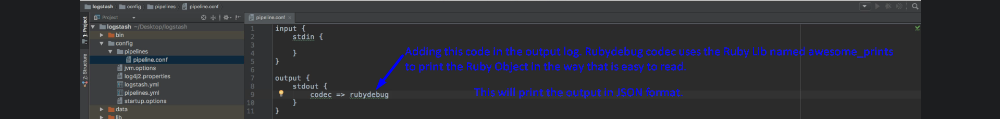 logstash config pipelines pipeline.conf
1: Project
Project
pipeline.conf
logstash ~/Desktop/logstash
bin
config
pipelines
pipeline.conf
jvm.options
log4j2.properties
logstash.yml
pipelines.yml
startup.options
data
lib
7: Structure
1 input {
2 stdin {
3
4 }
5 }
6
7 output {
8 stdout {
9 codec => rubydebug
10 }
11 }
Adding this code in the output log. Rubydebug codec uses the Ruby Lib named awesome_prints
to print the Ruby Object in the way that is easy to read.
This will print the output in JSON format.